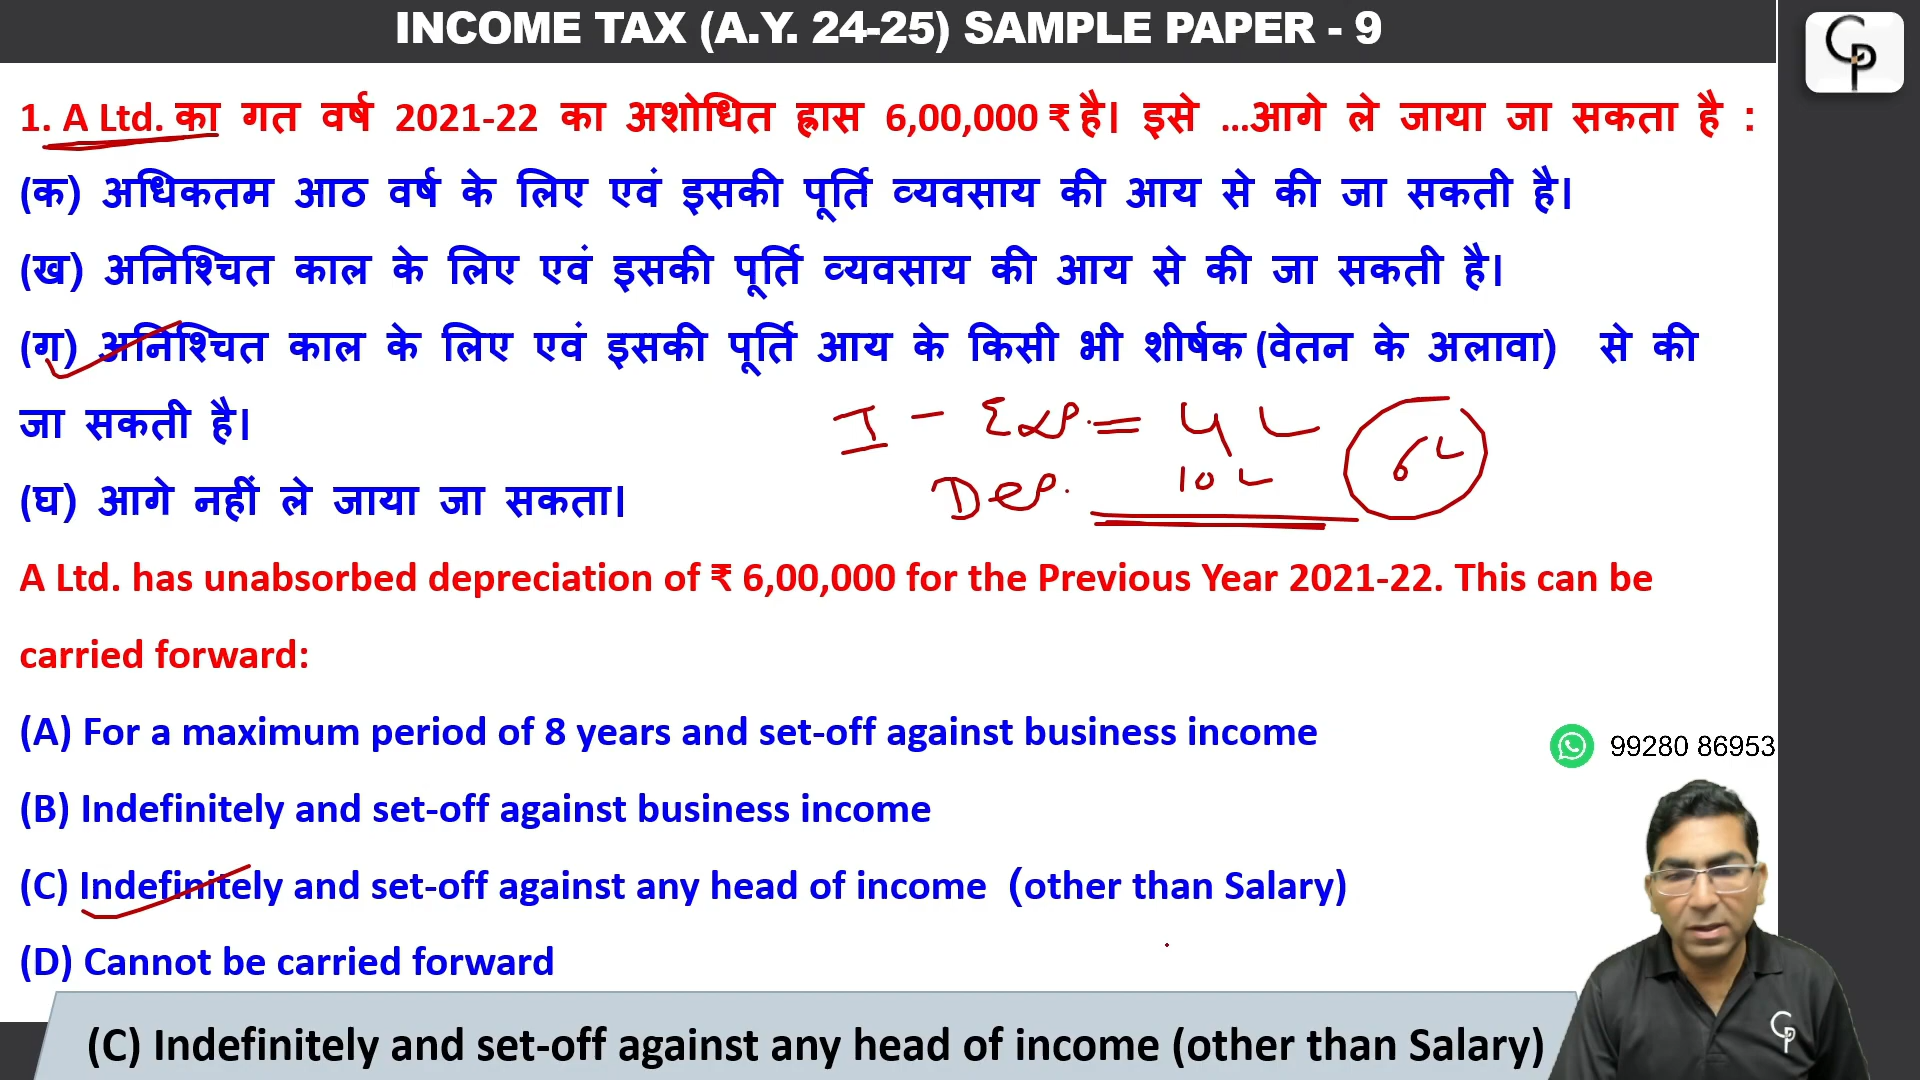 INCOME TAX (A.Y. 24-25) SAMPLE PAPER - 9
CP
1. A Ltd. का गत वर्ष 2021-22 का अशोधित ह्रास 6,00,000 ₹ है। इसे ...आगे ले जाया जा सकता है :
(क) अधिकतम आठ वर्ष के लिए एवं इसकी पूर्ति व्यवसाय की आय से की जा सकती है।
(ख) अनिश्चित काल के लिए एवं इसकी पूर्ति व्यवसाय की आय से की जा सकती है।
(ग) अनिश्चित काल के लिए एवं इसकी पूर्ति आय के किसी भी शीर्षक (वेतन के अलावा) से की
जा सकती है।
I - Exp. = 4 L
6 L
Dep. 10 L
(घ) आगे नहीं ले जाया जा सकता।
A Ltd. has unabsorbed depreciation of ₹ 6,00,000 for the Previous Year 2021-22. This can be
carried forward:
(A) For a maximum period of 8 years and set-off against business income
99280 86953
(B) Indefinitely and set-off against business income
(C) Indefinitely and set-off against any head of income (other than Salary)
(D) Cannot be carried forward
(C) Indefinitely and set-off against any head of income (other than Salary)
CP